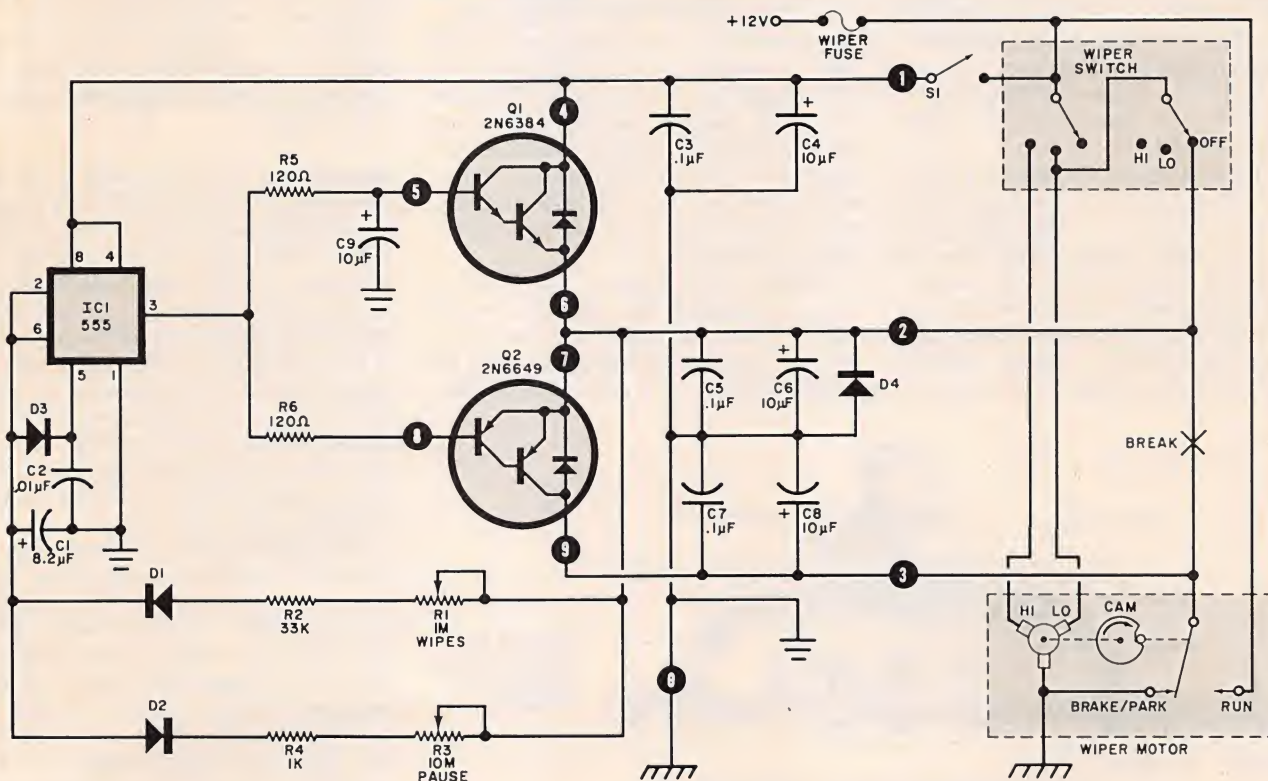 +12V
WIPER
FUSE
WIPER
SWITCH
1
S1
4
Q1
2N6384
C3
.1µF
+
C4
10µF
HI
LO
OFF
R5
120Ω
5
+
C9
10µF
8
4
2
6
IC1
555
3
5
1
6
7
2
Q2
2N6649
C5
.1µF
+
C6
10µF
D4
R6
120Ω
8
BREAK
D3
C2
.01µF
+
C1
8.2µF
C7
.1µF
+
C8
10µF
9
3
D1
R2
33K
R1
1M
WIPES
HI
LO
CAM
D2
R4
1K
R3
10M
PAUSE
BRAKE/PARK
RUN
WIPER MOTOR